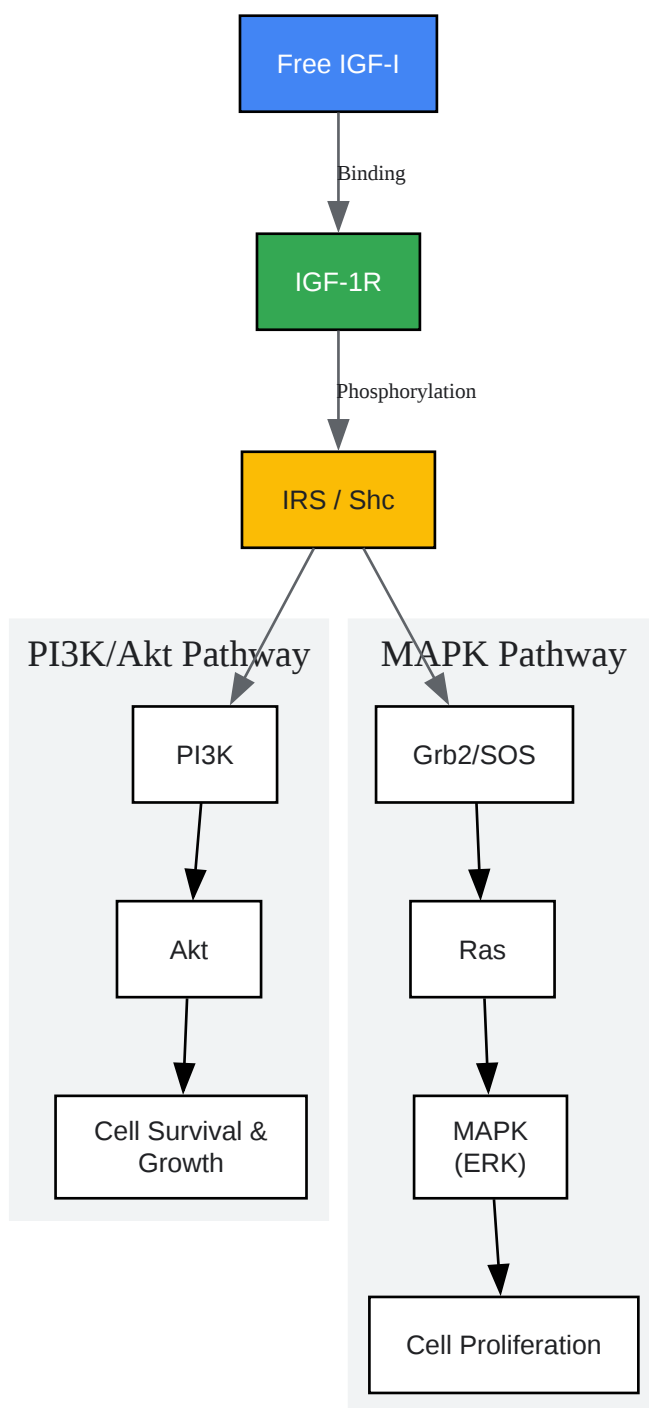 Free IGF-I
Binding
IGF-1R
Phosphorylation
IRS / Shc
PI3K/Akt Pathway
PI3K
Akt
Cell Survival &
Growth
MAPK Pathway
Grb2/SOS
Ras
MAPK
(ERK)
Cell Proliferation